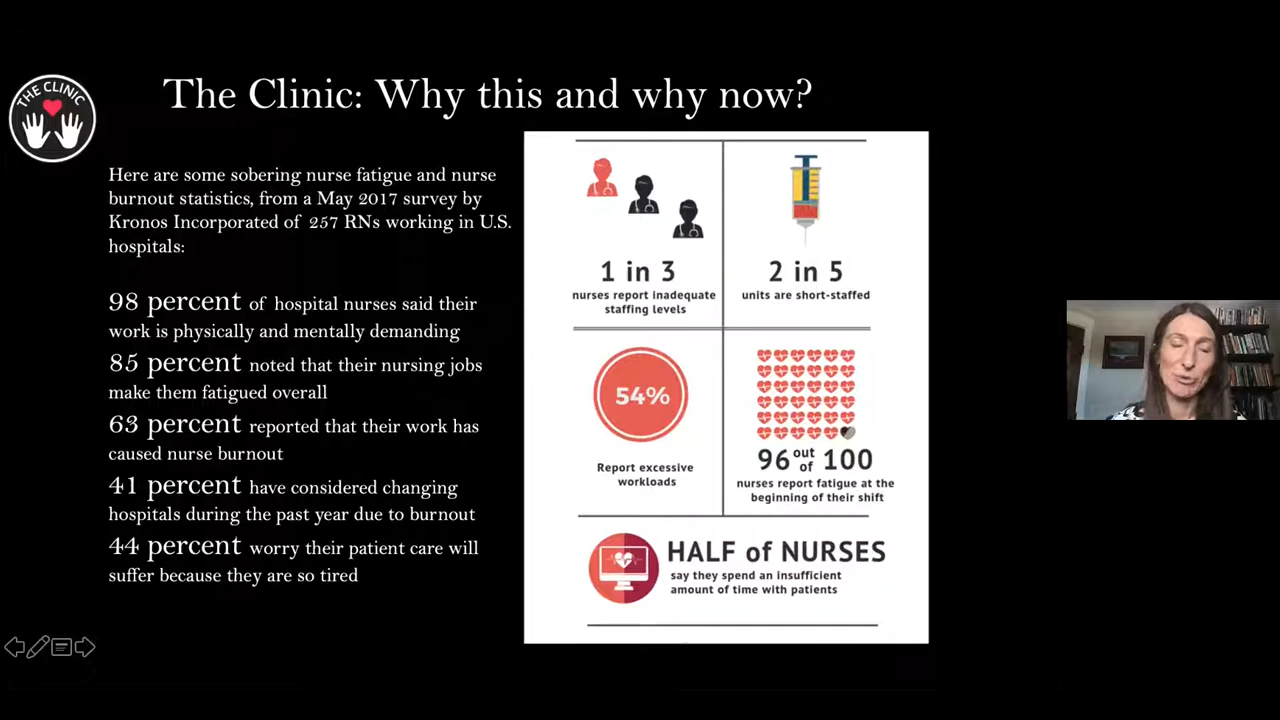 THE CLINIC
The Clinic: Why this and why now?
Here are some sobering nurse fatigue and nurse
burnout statistics, from a May 2017 survey by
Kronos Incorporated of 257 RNs working in U.S.
hospitals:
98 percent of hospital nurses said their
work is physically and mentally demanding
85 percent noted that their nursing jobs
make them fatigued overall
63 percent reported that their work has
caused nurse burnout
41 percent have considered changing
hospitals during the past year due to burnout
44 percent worry their patient care will
suffer because they are so tired
1 in 3
nurses report inadequate
staffing levels
2 in 5
units are short-staffed
54%
Report excessive
workloads
96 out of 100
nurses report fatigue at the
beginning of their shift
HALF of NURSES
say they spend an insufficient
amount of time with patients